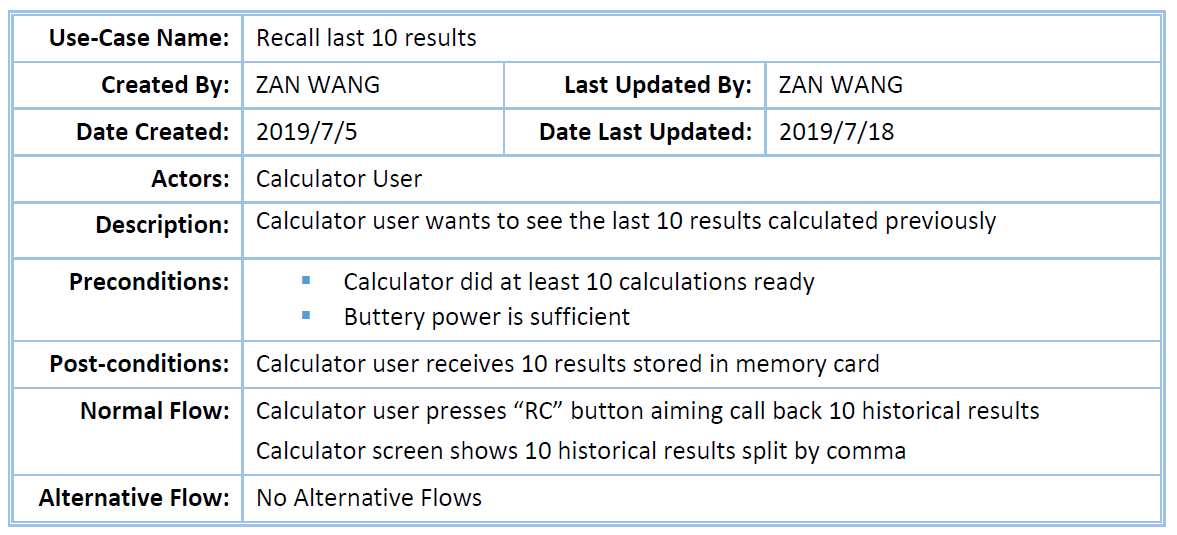 Use-Case Name: Recall last 10 results
Created By: ZAN WANG Last Updated By: ZAN WANG
Date Created: 2019/7/5 Date Last Updated: 2019/7/18
Actors: Calculator User
Description: Calculator user wants to see the last 10 results calculated previously
Preconditions: ▪ Calculator did at least 10 calculations ready
▪ Buttery power is sufficient
Post-conditions: Calculator user receives 10 results stored in memory card
Normal Flow: Calculator user presses “RC” button aiming call back 10 historical results
Calculator screen shows 10 historical results split by comma
Alternative Flow: No Alternative Flows